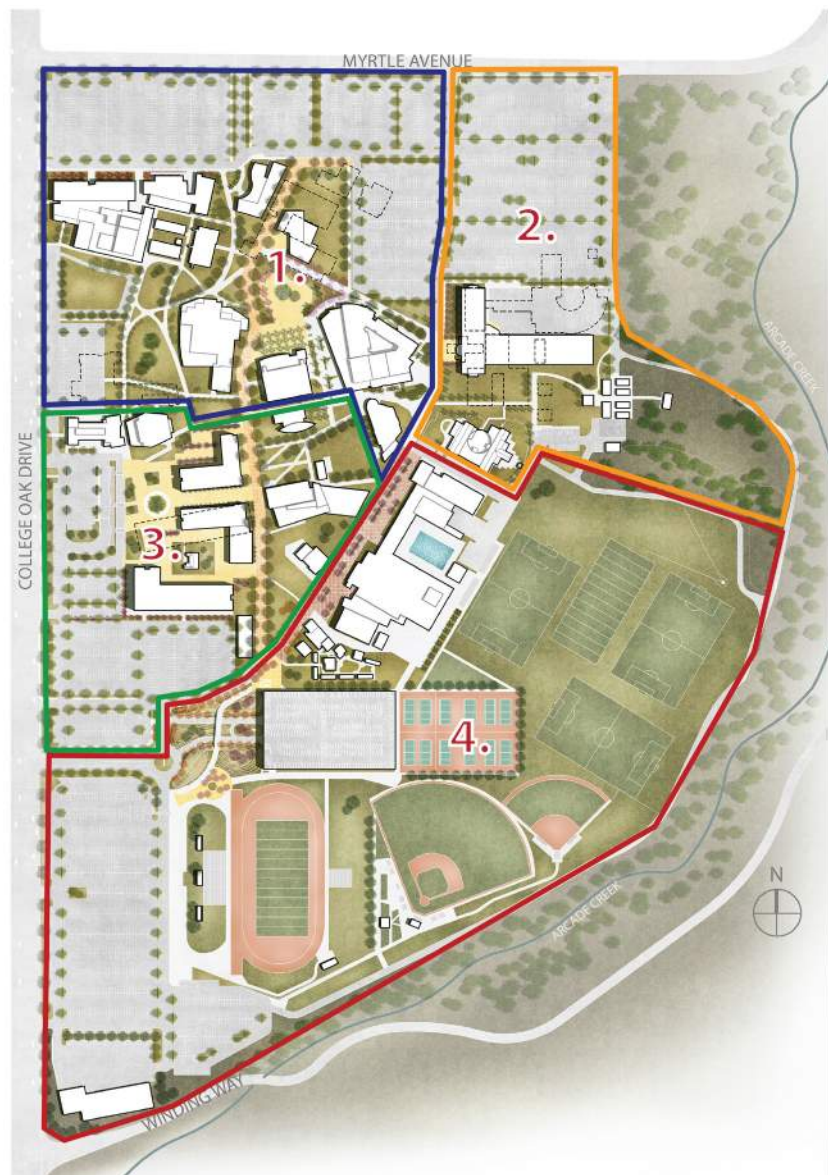 MYRTLE AVENUE
2.
1.
ARCADE CREEK
COLLEGE OAK DRIVE
3.
4.
N
ARCADE CREEK
WINDING WAY